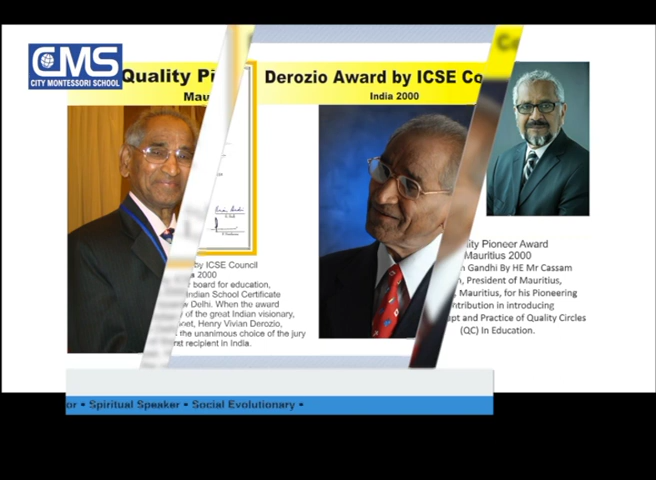 CMS
CITY MONTESSORI SCHOOL
Quality Pi
Mau
Derozio Award by ICSE Co
India 2000
by ICSE Council
2000
board for education,
Indian School Certificate
Delhi. When the award
of the great Indian visionary,
Henry Vivian Derozio,
the unanimous choice of the jury
recipient in India.
lity Pioneer Award
Mauritius 2000
Gandhi By HE Mr Cassam
President of Mauritius,
Mauritius, for his Pioneering
ntribution in introducing
ept and Practice of Quality Circles
(QC) In Education.
or • Spiritual Speaker • Social Evolutionary •